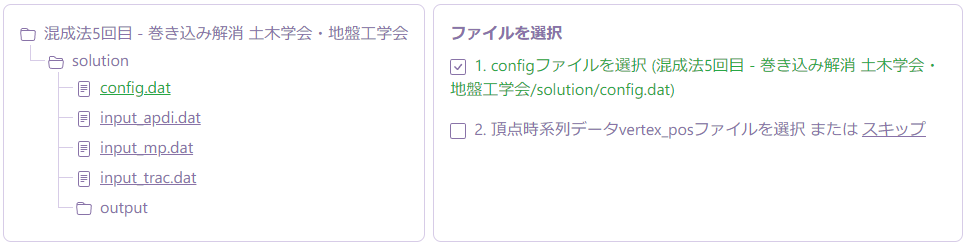 混成法5回目 - 巻き込み解消 土木学会・地盤工学会
solution
config.dat
input_apdi.dat
input_mp.dat
input_trac.dat
output
ファイルを選択
1. configファイルを選択 (混成法5回目 - 巻き込み解消 土木学会・
地盤工学会/solution/config.dat)
2. 頂点時系列データvertex_posファイルを選択 または スキップ